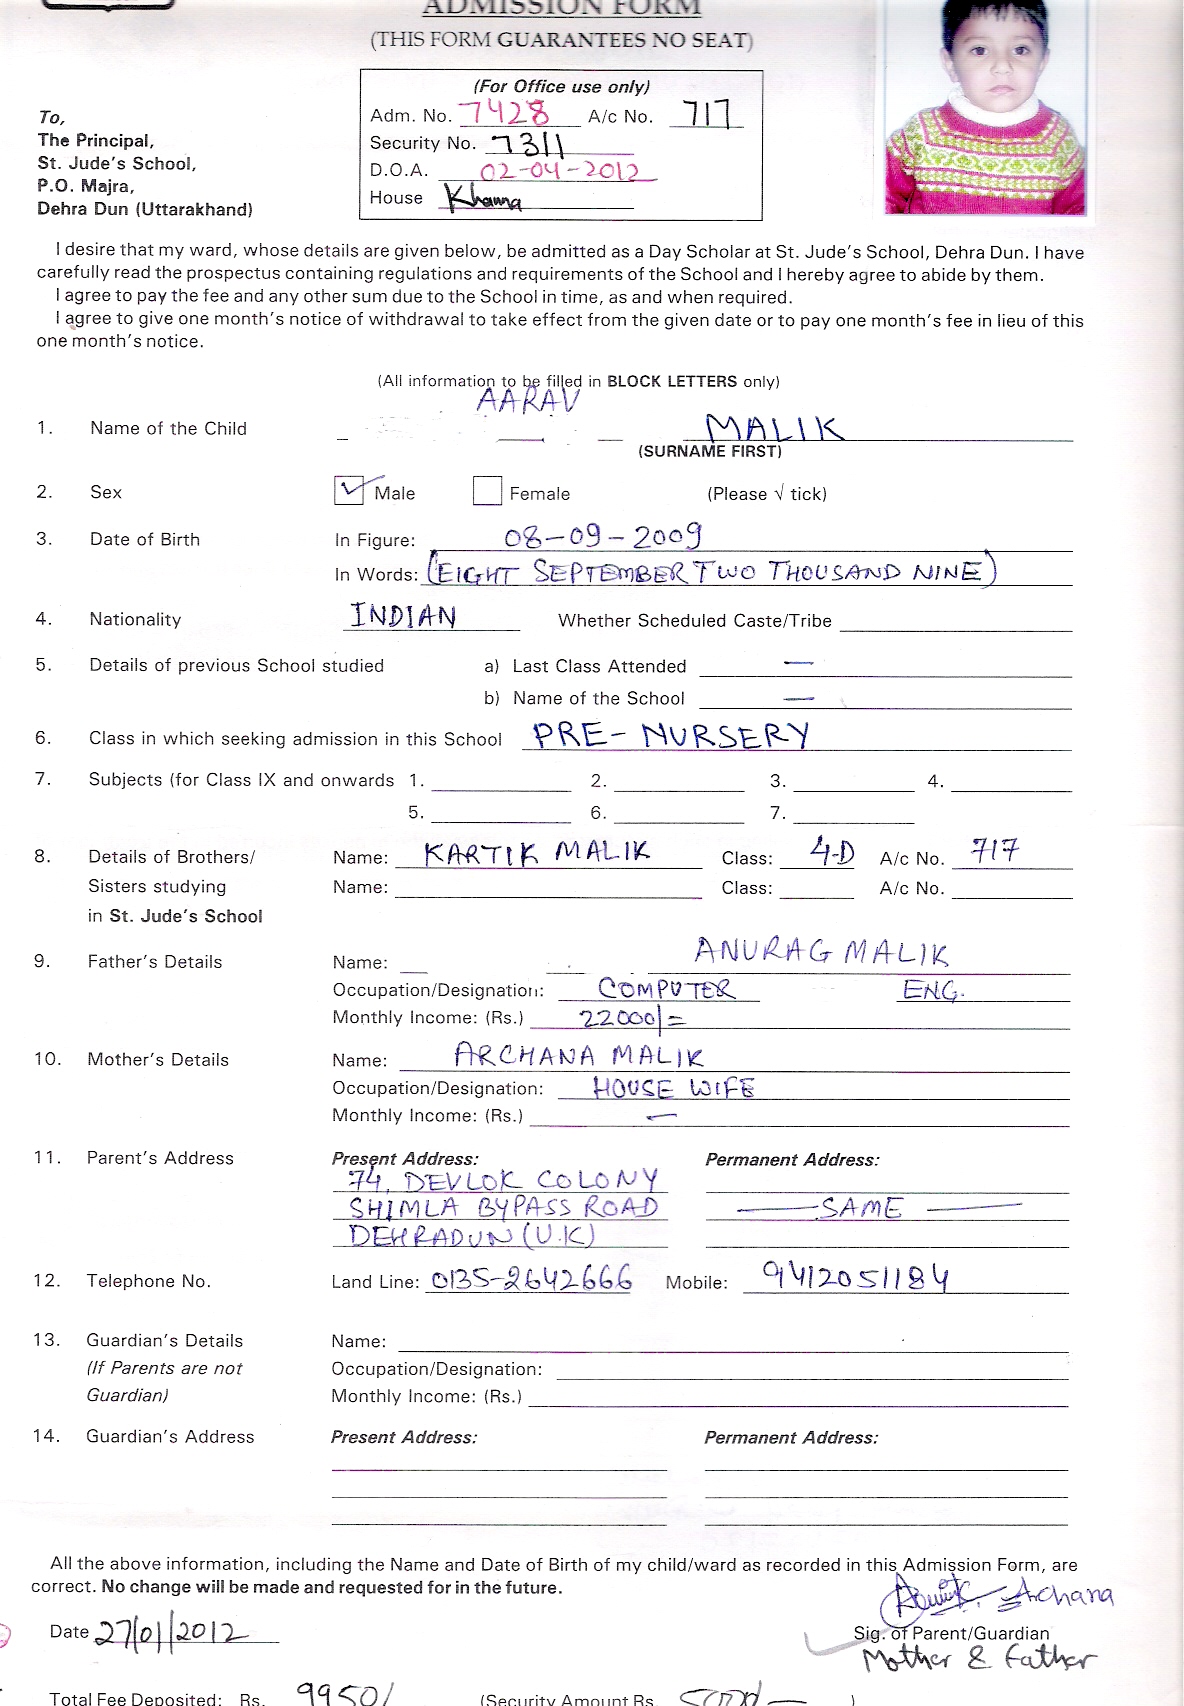 ADMISSION FORM
(THIS FORM GUARANTEES NO SEAT)
(For Office use only)
Adm. No. 7428 A/c No. 717
Security No. 7311
D.O.A. 02-04-2012
House Khanna
To,
The Principal,
St. Jude's School,
P.O. Majra,
Dehra Dun (Uttarakhand)
I desire that my ward, whose details are given below, be admitted as a Day Scholar at St. Jude's School, Dehra Dun. I have
carefully read the prospectus containing regulations and requirements of the School and I hereby agree to abide by them.
I agree to pay the fee and any other sum due to the School in time, as and when required.
I agree to give one month's notice of withdrawal to take effect from the given date or to pay one month's fee in lieu of this
one month's notice.
(All information to be filled in BLOCK LETTERS only)
1. Name of the Child AARAV MALIK
(SURNAME FIRST)
2. Sex Male Female (Please √ tick)
3. Date of Birth In Figure: 08-09-2009
In Words: (EIGHT SEPTEMBER TWO THOUSAND NINE)
4. Nationality INDIAN Whether Scheduled Caste/Tribe
5. Details of previous School studied a) Last Class Attended —
b) Name of the School —
6. Class in which seeking admission in this School PRE-NURSERY
7. Subjects (for Class IX and onwards 1. 2. 3. 4.
5. 6. 7.
8. Details of Brothers/ Name: KARTIK MALIK Class: 4-D A/c No. 717
Sisters studying Name: Class: A/c No.
in St. Jude's School
9. Father's Details Name: ANURAG MALIK
Occupation/Designation: COMPUTER ENG.
Monthly Income: (Rs.) 22000/=
10. Mother's Details Name: ARCHANA MALIK
Occupation/Designation: HOUSE WIFE
Monthly Income: (Rs.) —
11. Parent's Address Present Address: Permanent Address:
74, DEVLOK COLONY
SHIMLA BYPASS ROAD — SAME —
DEHRADUN (U.K)
12. Telephone No. Land Line: 0135-2642666 Mobile: 9412051184
13. Guardian's Details Name:
(If Parents are not Occupation/Designation:
Guardian) Monthly Income: (Rs.)
14. Guardian's Address Present Address: Permanent Address:
All the above information, including the Name and Date of Birth of my child/ward as recorded in this Admission Form, are
correct. No change will be made and requested for in the future.
Archana
Date 27/01/2012 Sig. of Parent/Guardian
Mother & Father
Total Fee Deposited: Rs. 9950/ (Security Amount Rs. )